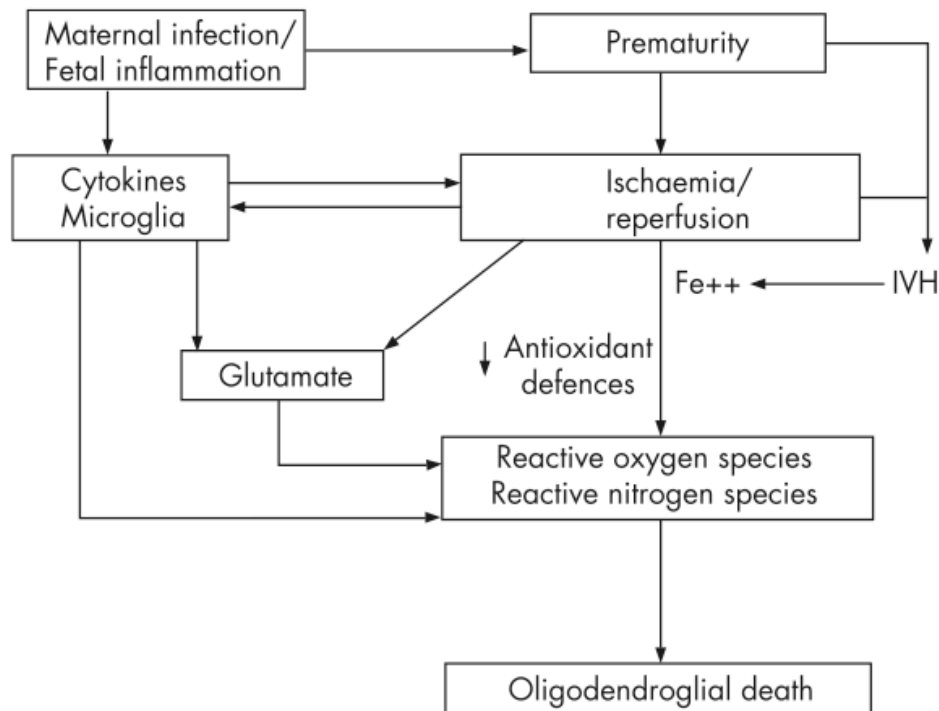 Maternal infection/
Fetal inflammation
Prematurity
Cytokines
Microglia
Ischaemia/
reperfusion
Fe++
IVH
Antioxidant
defences
Glutamate
Reactive oxygen species
Reactive nitrogen species
Oligodendroglial death